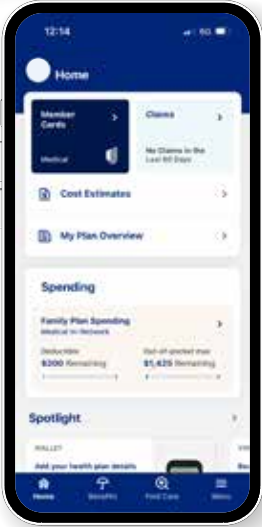 12:14
5G
Home
Member
Cards
Medical
Claims
No Claims in the
Last 60 Days
Cost Estimates
My Plan Overview
Spending
Family Plan Spending
Medical In-Network
Deductible
$200 Remaining
Out-of-pocket max
$1,425 Remaining
Spotlight
WALLET
Add your health plan details
Home
Benefits
Find Care
Menu